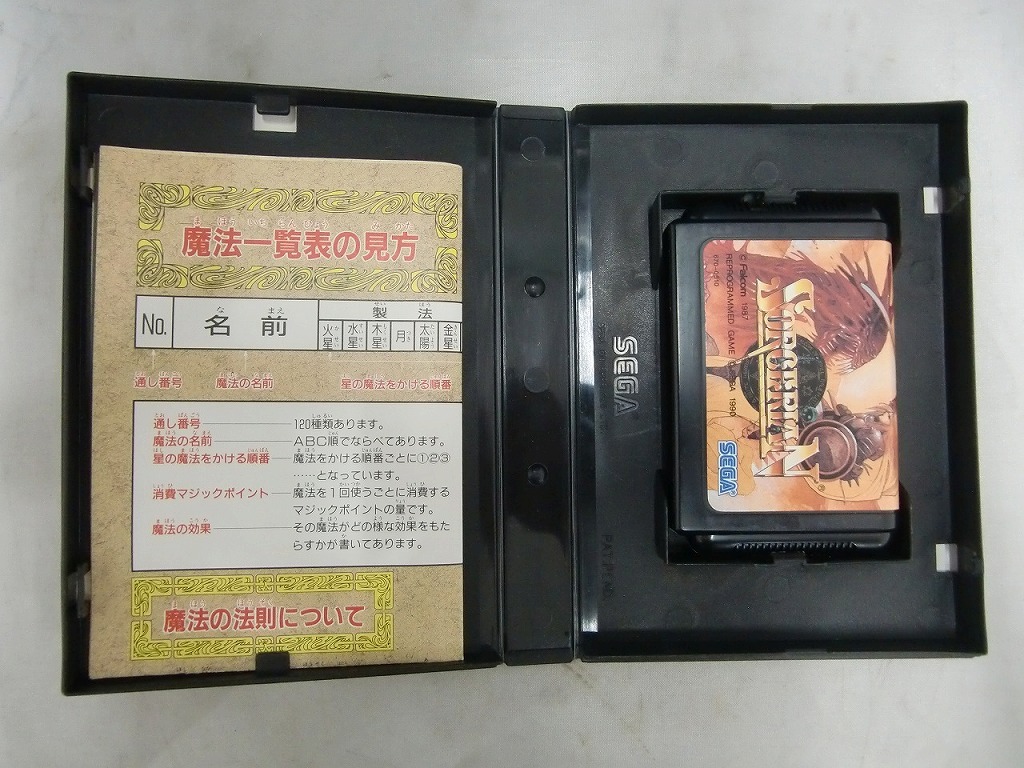 魔法一覧表の見方
No.
名前
製法
火星
水星
木星
月
太陽
金星
通し番号
魔法の名前
星の魔法をかける順番
通し番号
120種類あります。
魔法の名前
ABC順でならべてあります。
星の魔法をかける順番
魔法をかける順番ごとに①②③
……となっています。
消費マジックポイント
魔法を1回使うごとに消費する
マジックポイントの量です。
魔法の効果
その魔法がどの様な効果をもた
らすかが書いてあります。
魔法の法則について
SEGA
© Falcom 1987
REPROGRAMMED GAME © SEGA 1990
SORCERIAN
SEGA